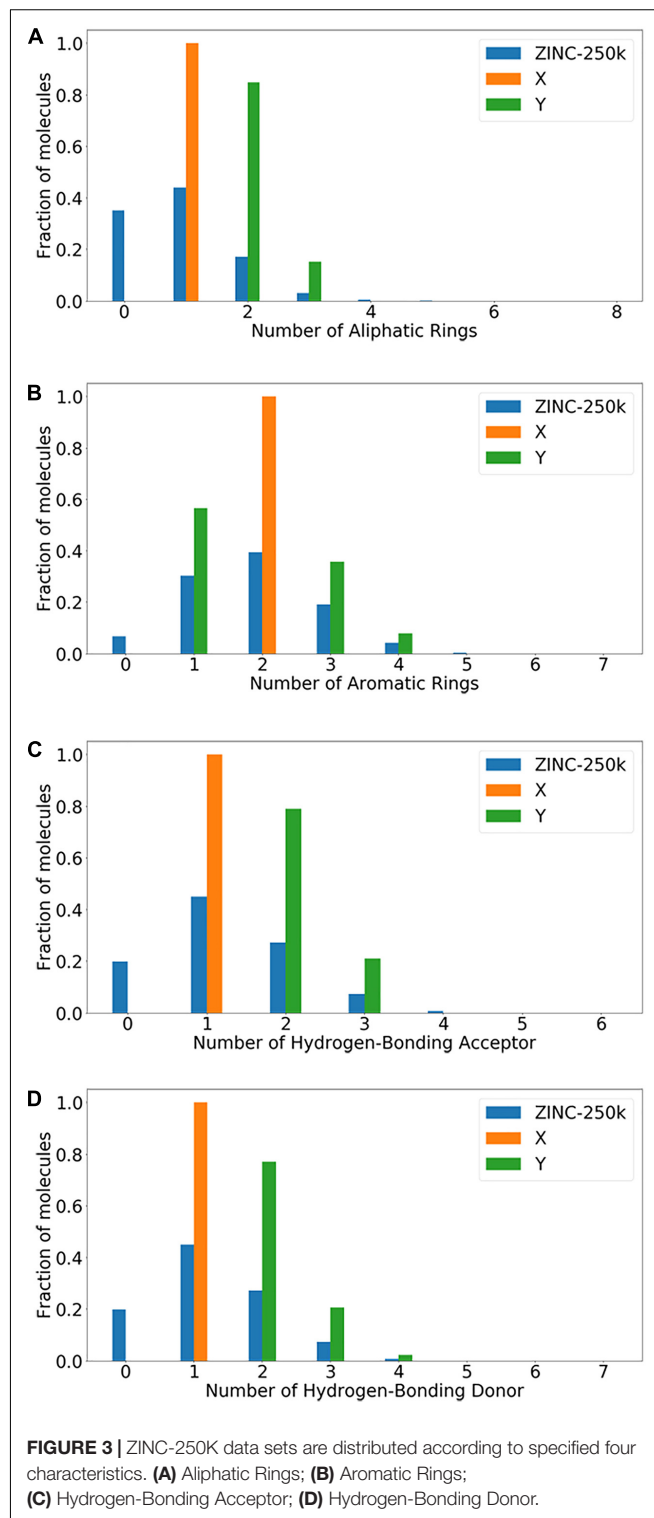 A
1.0
0.8
0.6
0.4
0.2
0.0
Fraction of molecules
ZINC-250k
X
Y
0 2 4 6 8
Number of Aliphatic Rings
B
1.0
0.8
0.6
0.4
0.2
0.0
Fraction of molecules
ZINC-250k
X
Y
0 1 2 3 4 5 6 7
Number of Aromatic Rings
C
1.0
0.8
0.6
0.4
0.2
0.0
Fraction of molecules
ZINC-250k
X
Y
0 1 2 3 4 5 6
Number of Hydrogen-Bonding Acceptor
D
1.0
0.8
0.6
0.4
0.2
0.0
Fraction of molecules
ZINC-250k
X
Y
0 1 2 3 4 5 6 7
Number of Hydrogen-Bonding Donor
FIGURE 3 | ZINC-250K data sets are distributed according to specified four
characteristics. (A) Aliphatic Rings; (B) Aromatic Rings;
(C) Hydrogen-Bonding Acceptor; (D) Hydrogen-Bonding Donor.